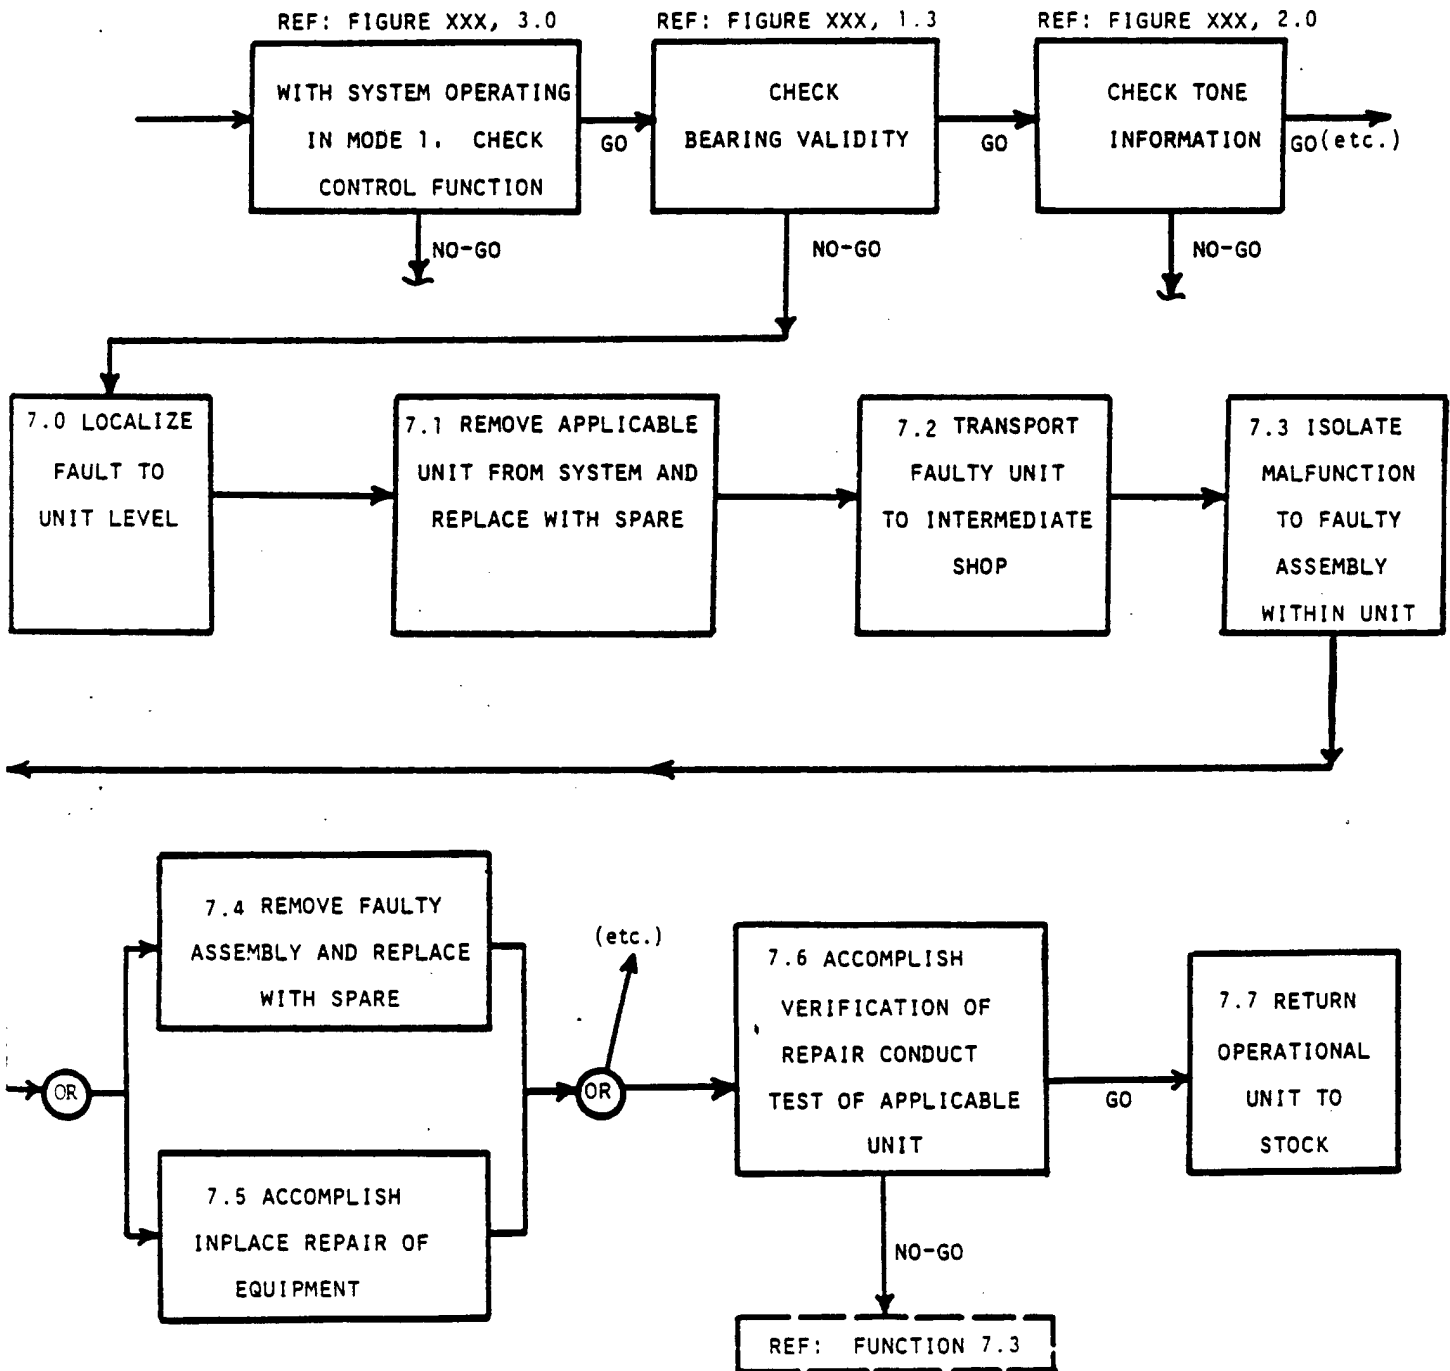 REF: FIGURE XXX, 3.0
REF: FIGURE XXX, 1.3
REF: FIGURE XXX, 2.0
WITH SYSTEM OPERATING
IN MODE 1. CHECK
CONTROL FUNCTION
GO
CHECK
BEARING VALIDITY
GO
CHECK TONE
INFORMATION
GO(etc.)
NO-GO
NO-GO
NO-GO
7.0 LOCALIZE
FAULT TO
UNIT LEVEL
7.1 REMOVE APPLICABLE
UNIT FROM SYSTEM AND
REPLACE WITH SPARE
7.2 TRANSPORT
FAULTY UNIT
TO INTERMEDIATE
SHOP
7.3 ISOLATE
MALFUNCTION
TO FAULTY
ASSEMBLY
WITHIN UNIT
OR
7.4 REMOVE FAULTY
ASSEMBLY AND REPLACE
WITH SPARE
7.5 ACCOMPLISH
INPLACE REPAIR OF
EQUIPMENT
(etc.)
OR
7.6 ACCOMPLISH
VERIFICATION OF
REPAIR CONDUCT
TEST OF APPLICABLE
UNIT
GO
7.7 RETURN
OPERATIONAL
UNIT TO
STOCK
NO-GO
REF: FUNCTION 7.3